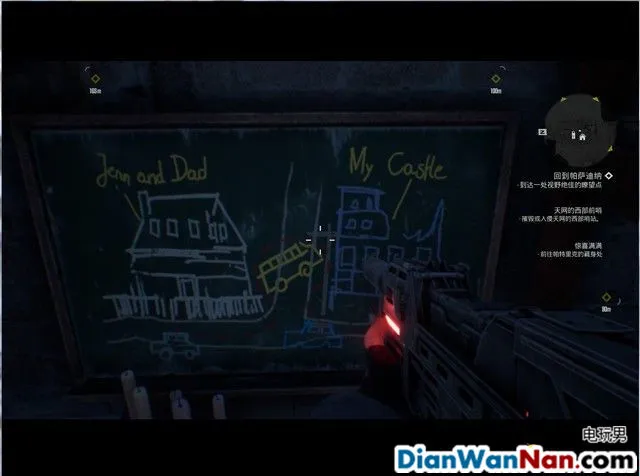 163m
100m
Jenn and Dad
My Castle
回到帕萨迪纳
·到达一处视野绝佳的瞭望点
天网的西部前哨
·摧毁或入侵天网的西部哨站。
惊喜满满
·前往帕特里克的藏身处
90m
电玩男
DianWanNan.com